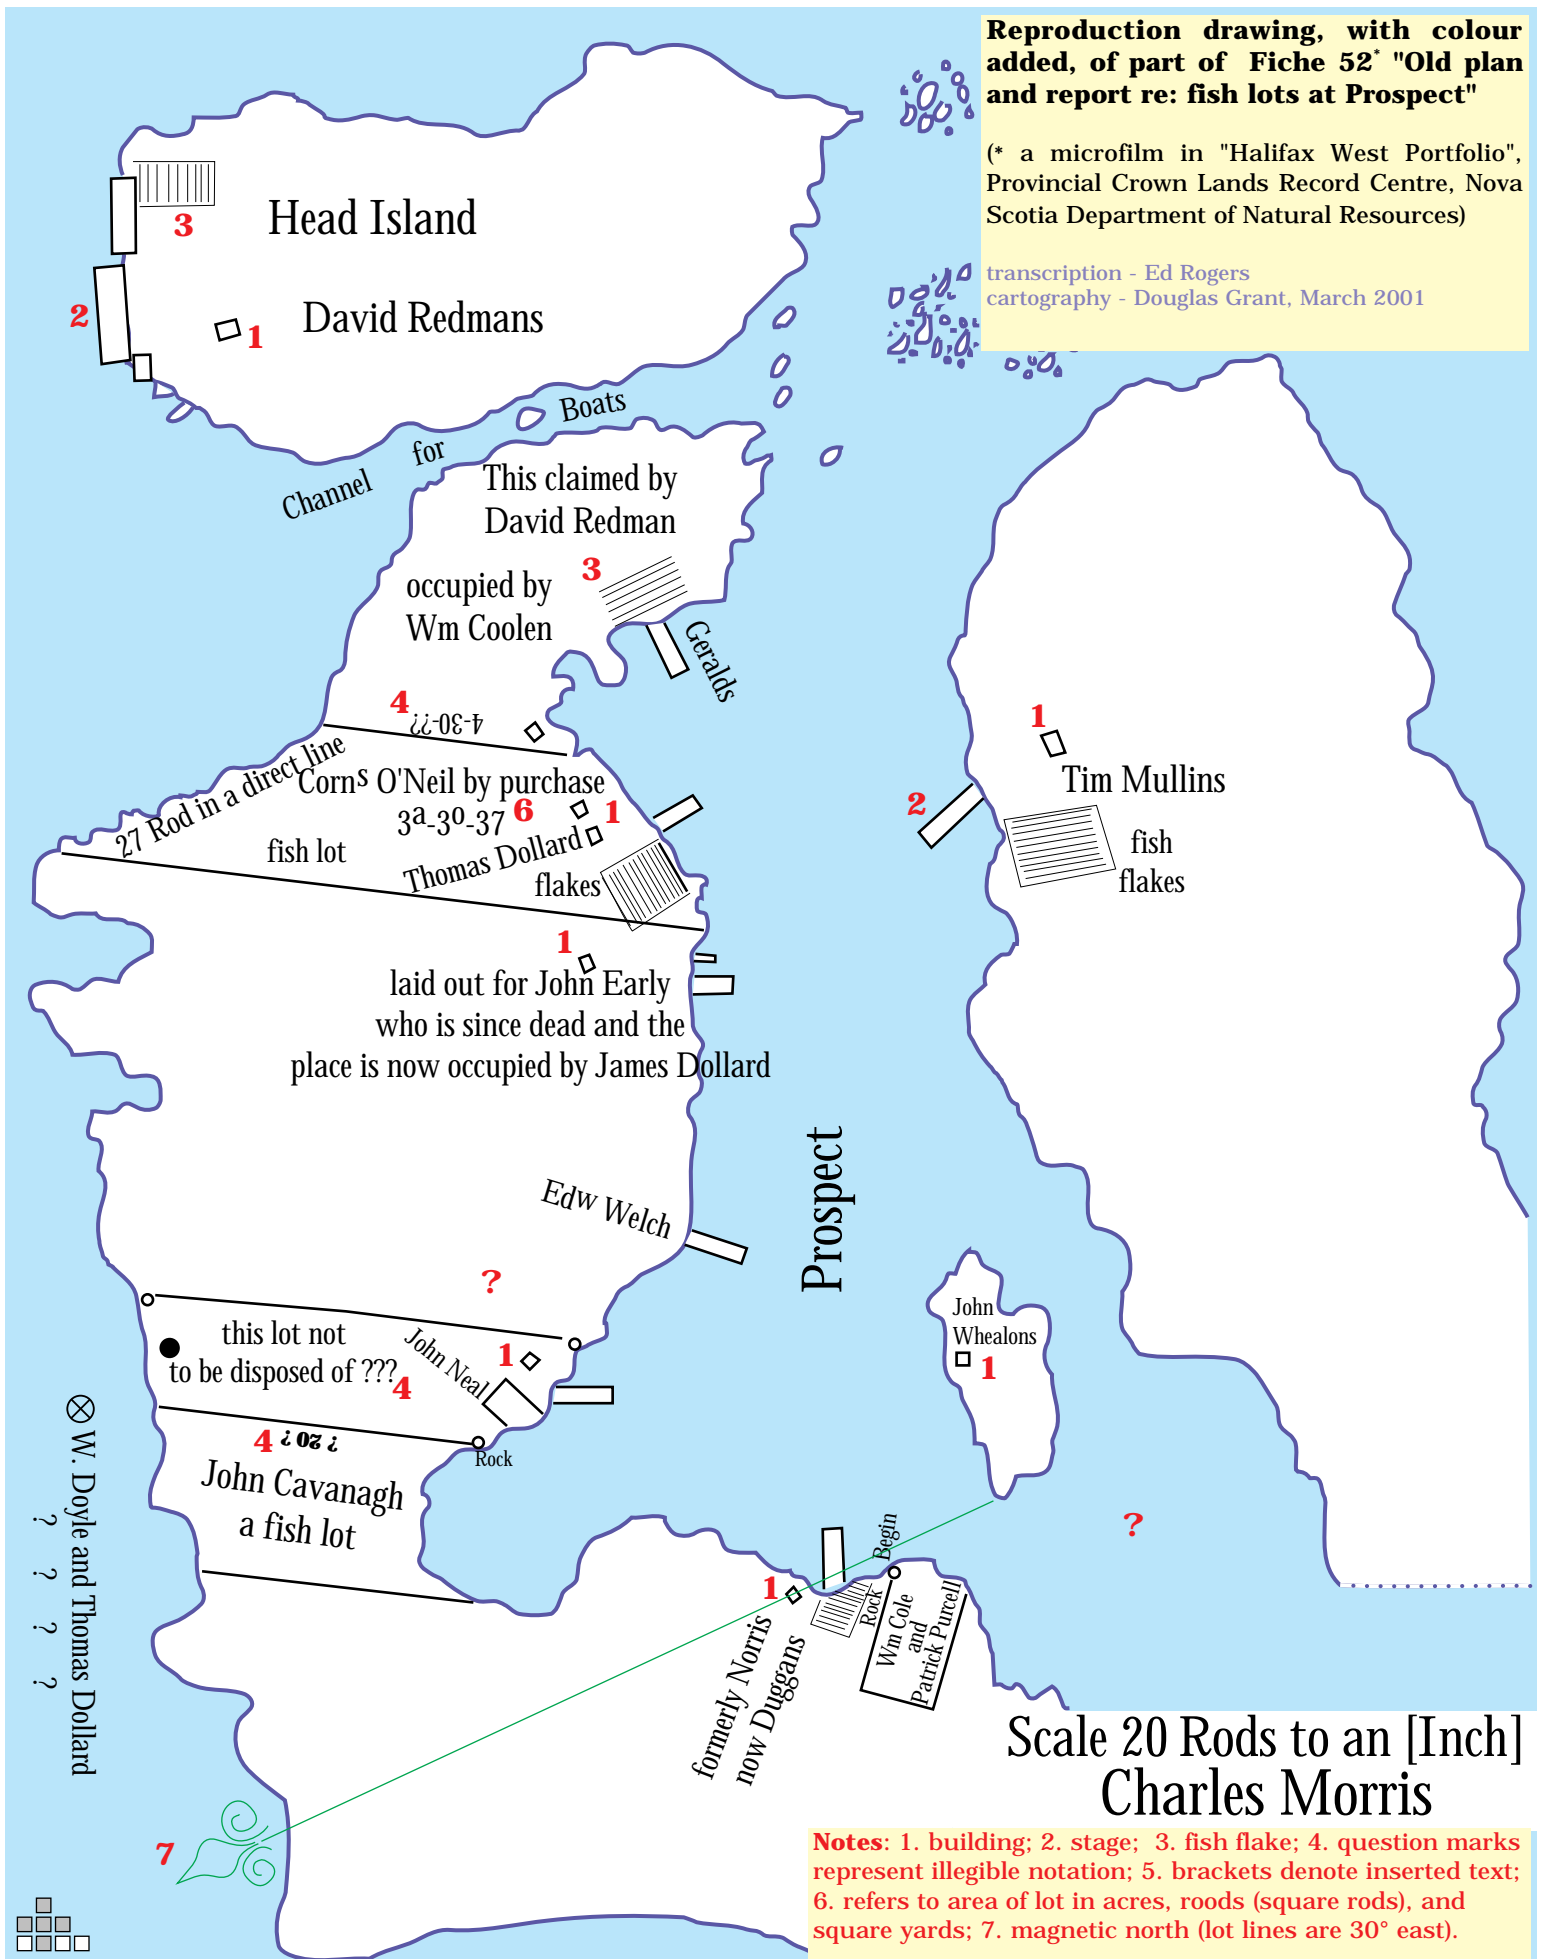 Reproduction drawing, with colour
added, of part of Fiche 52* "Old plan
and report re: fish lots at Prospect"
(* a microfilm in "Halifax West Portfolio",
Provincial Crown Lands Record Centre, Nova
Scotia Department of Natural Resources)
transcription - Ed Rogers
cartography - Douglas Grant, March 2001
3
Head Island
2
1
David Redmans
Channel for Boats
This claimed by
David Redman
3
occupied by
Wm Coolen
Geralds
4
4-30-??
27 Rod in a direct line
Corns O'Neil by purchase
3a-3o-37 6
1
fish lot
Thomas Dollard
flakes
1
Tim Mullins
2
fish
flakes
1
laid out for John Early
who is since dead and the
place is now occupied by James Dollard
Prospect
Edw Welch
?
this lot not
to be disposed of ???
4
John Neal
1
John
Whealons
1
4
? 20 ?
Rock
John Cavanagh
a fish lot
W. Doyle and Thomas Dollard
? ? ? ?
?
Begin
1
Rock
Wm Cole
and
Patrick Purcell
formerly Norris
now Duggans
7
Scale 20 Rods to an [Inch]
Charles Morris
Notes: 1. building; 2. stage; 3. fish flake; 4. question marks
represent illegible notation; 5. brackets denote inserted text;
6. refers to area of lot in acres, roods (square rods), and
square yards; 7. magnetic north (lot lines are 30° east).